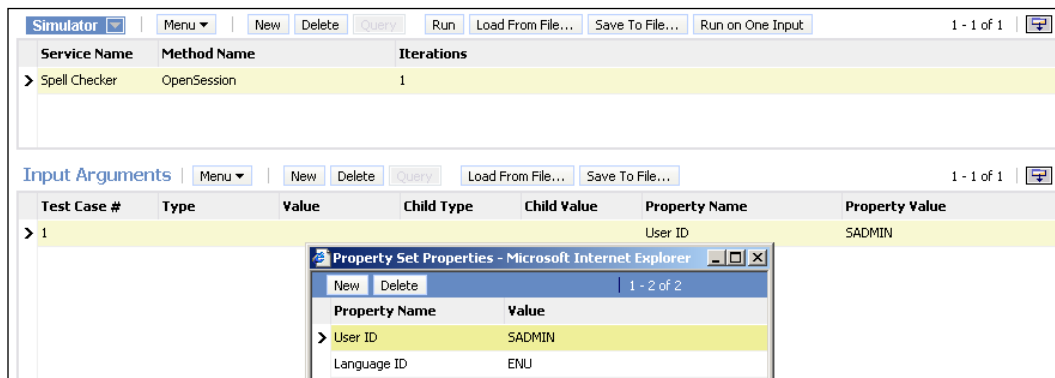 Simulator Menu New Delete Query Run Load From File... Save To File... Run on One Input 1 - 1 of 1
Service Name Method Name Iterations
Spell Checker OpenSession 1
Input Arguments Menu New Delete Query Load From File... Save To File... 1 - 1 of 1
Test Case # Type Value Child Type Child Value Property Name Property Value
1 User ID SADMIN
Property Set Properties - Microsoft Internet Explorer
New Delete 1 - 2 of 2
Property Name Value
User ID SADMIN
Language ID ENU